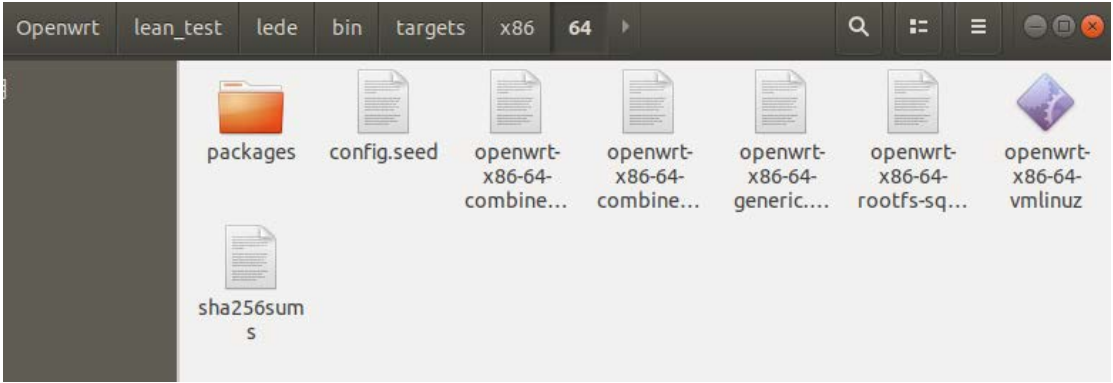 Openwrt lean_test lede bin targets x86 64
packages config.seed openwrt- openwrt- openwrt- openwrt- openwrt-
x86-64- x86-64- x86-64- x86-64- x86-64-
combine... combine... generic.... rootfs-sq... vmlinuz
sha256sum
s